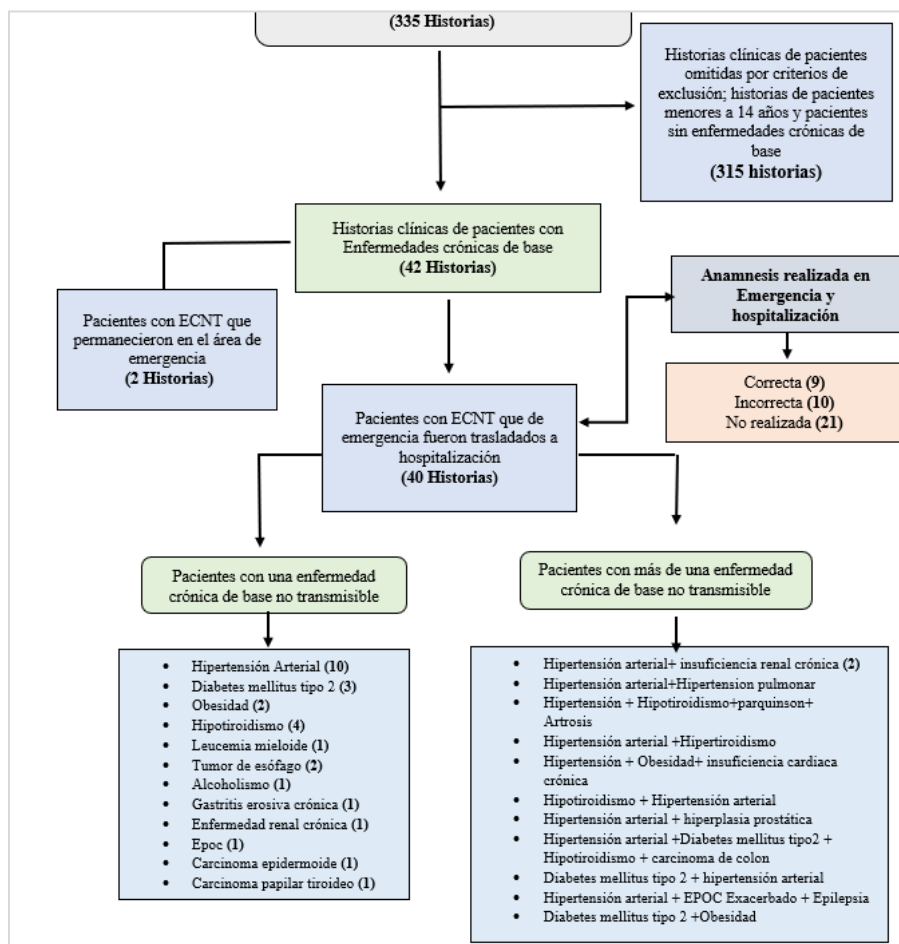 (335 Historias)
Historias clínicas de pacientes
omitidas por criterios de
exclusión; historias de pacientes
menores a 14 años y pacientes
sin enfermedades crónicas de
base
(315 historias)
Historias clínicas de pacientes con
Enfermedades crónicas de base
(42 Historias)
Anamnesis realizada en
Emergencia y
hospitalización
Pacientes con ECNT que
permanecieron en el área de
emergencia
(2 Historias)
Correcta (9)
Incorrecta (10)
No realizada (21)
Pacientes con ECNT que de
emergencia fueron trasladados a
hospitalización
(40 Historias)
Pacientes con una enfermedad
crónica de base no transmisible
Pacientes con más de una enfermedad
crónica de base no transmisible
• Hipertensión Arterial (10)
• Diabetes mellitus tipo 2 (3)
• Obesidad (2)
• Hipotiroidismo (4)
• Leucemia mieloide (1)
• Tumor de esófago (2)
• Alcoholismo (1)
• Gastritis erosiva crónica (1)
• Enfermedad renal crónica (1)
• Epoc (1)
• Carcinoma epidermoide (1)
• Carcinoma papilar tiroideo (1)
• Hipertensión arterial+ insuficiencia renal crónica (2)
• Hipertensión arterial+Hipertension pulmonar
• Hipertensión + Hipotiroidismo+parquinson+
Artrosis
• Hipertensión arterial +Hipertiroidismo
• Hipertensión + Obesidad+ insuficiencia cardiaca
crónica
• Hipotiroidismo + Hipertensión arterial
• Hipertensión arterial + hiperplasia prostática
• Hipertensión arterial +Diabetes mellitus tipo2 +
Hipotiroidismo + carcinoma de colon
• Diabetes mellitus tipo 2 + hipertensión arterial
• Hipertensión arterial + EPOC Exacerbado + Epilepsia
• Diabetes mellitus tipo 2 +Obesidad